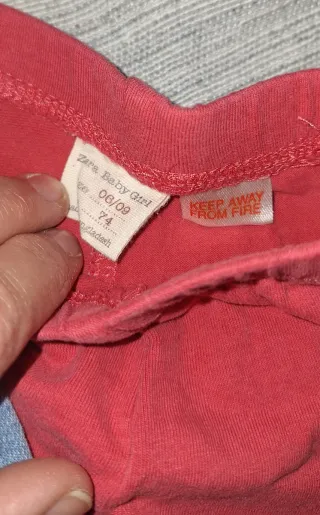 Zara Baby Girl
06/09
74
KEEP AWAY
FROM FIRE